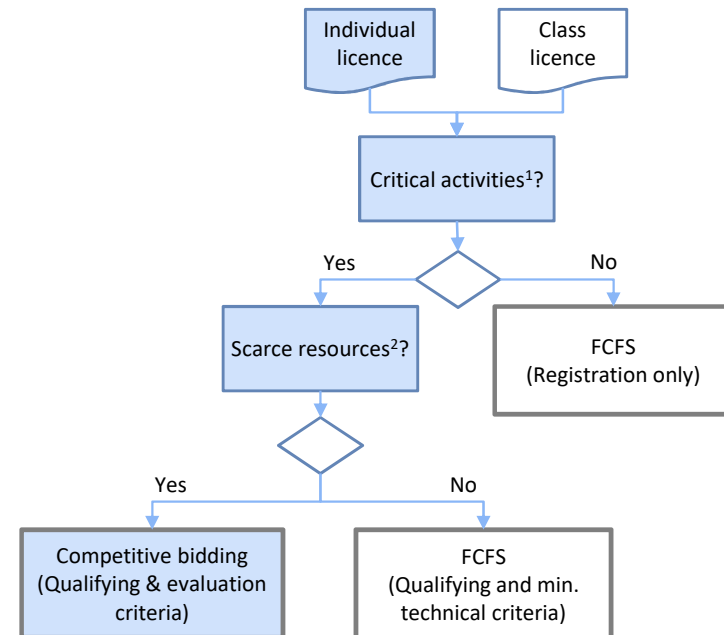 Individual
licence
Class
licence
Critical activities¹?
Yes
No
Scarce resources²?
FCFS
(Registration only)
Yes
No
Competitive bidding
(Qualifying & evaluation
criteria)
FCFS
(Qualifying and min.
technical criteria)